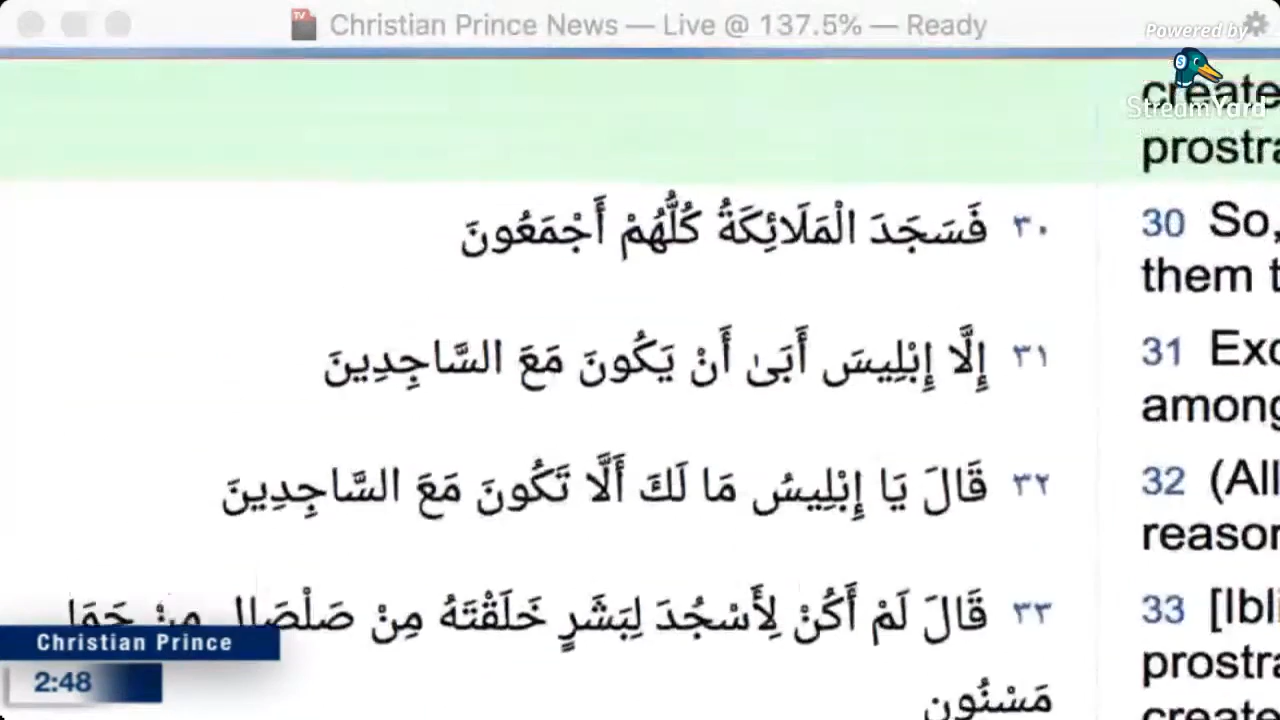 Christian Prince News — Live @ 137.5% — Ready
Powered by
StreamYard
create
prostra
فَسَجَدَ الْمَلَائِكَةُ كُلُّهُمْ أَجْمَعُونَ ٣٠
30 So,
them t
إِلَّا إِبْلِيسَ أَبَىٰ أَنْ يَكُونَ مَعَ السَّاجِدِينَ ٣١
31 Exc
among
قَالَ يَا إِبْلِيسُ مَا لَكَ أَلَّا تَكُونَ مَعَ السَّاجِدِينَ ٣٢
32 (All
reason
قَالَ لَمْ أَكُنْ لِأَسْجُدَ لِبَشَرٍ خَلَقْتَهُ مِنْ صَلْصَالٍ مِنْ حَمَإٍ ٣٣
33 [Ibli
prostra
مَسْنُونٍ
create
Christian Prince
2:48